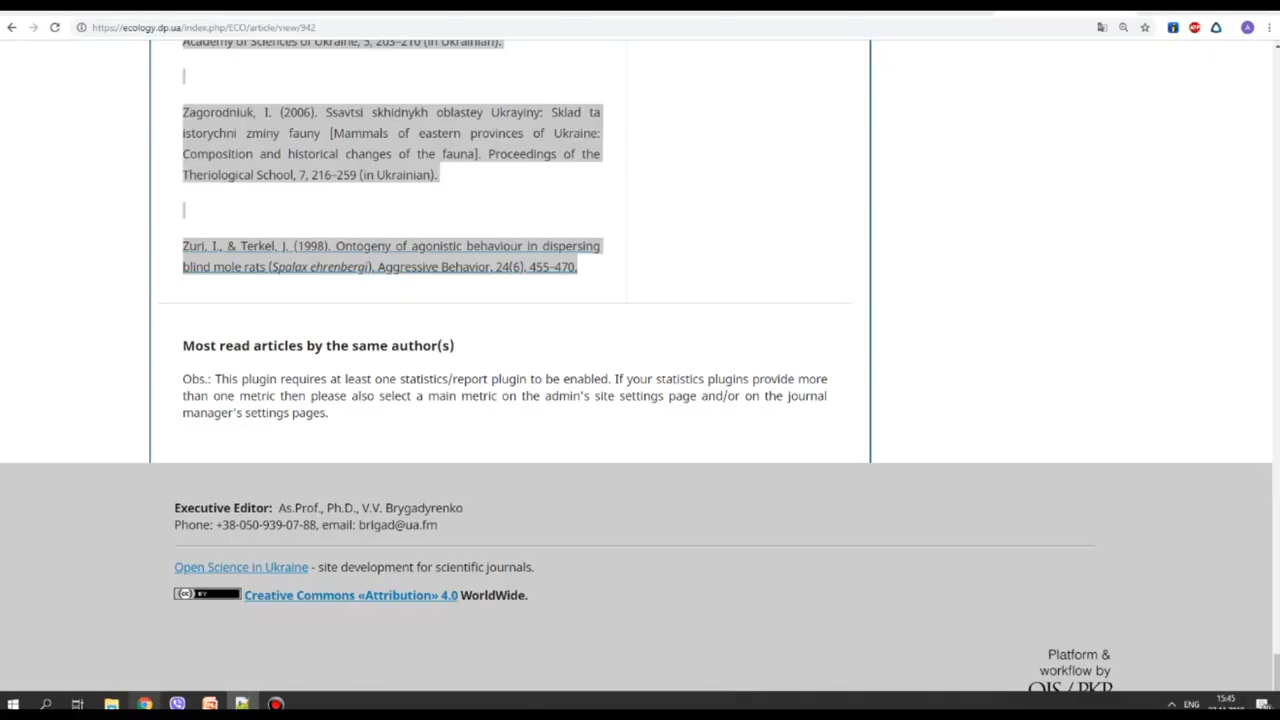 https://ecology.dp.ua/index.php/ECO/article/view/942
Academy of Sciences of Ukraine, 5, 203–210 (in Ukrainian).
Zagorodniuk, I. (2006). Ssavtsi skhidnykh oblastey Ukrayiny: Sklad ta
istorychni zminy fauny [Mammals of eastern provinces of Ukraine:
Composition and historical changes of the fauna]. Proceedings of the
Theriological School, 7, 216–259 (in Ukrainian).
Zuri, I., & Terkel, J. (1998). Ontogeny of agonistic behaviour in dispersing
blind mole rats (Spalax ehrenbergi). Aggressive Behavior, 24(6), 455–470.
Most read articles by the same author(s)
Obs.: This plugin requires at least one statistics/report plugin to be enabled. If your statistics plugins provide more
than one metric then please also select a main metric on the admin's site settings page and/or on the journal
manager's settings pages.
Executive Editor: As.Prof., Ph.D., V.V. Brygadyrenko
Phone: +38-050-939-07-88, email: brigad@ua.fm
Open Science in Ukraine - site development for scientific journals.
(cc) BY Creative Commons «Attribution» 4.0 WorldWide.
Platform &
workflow by
OJS / PKP
ENG
15:45